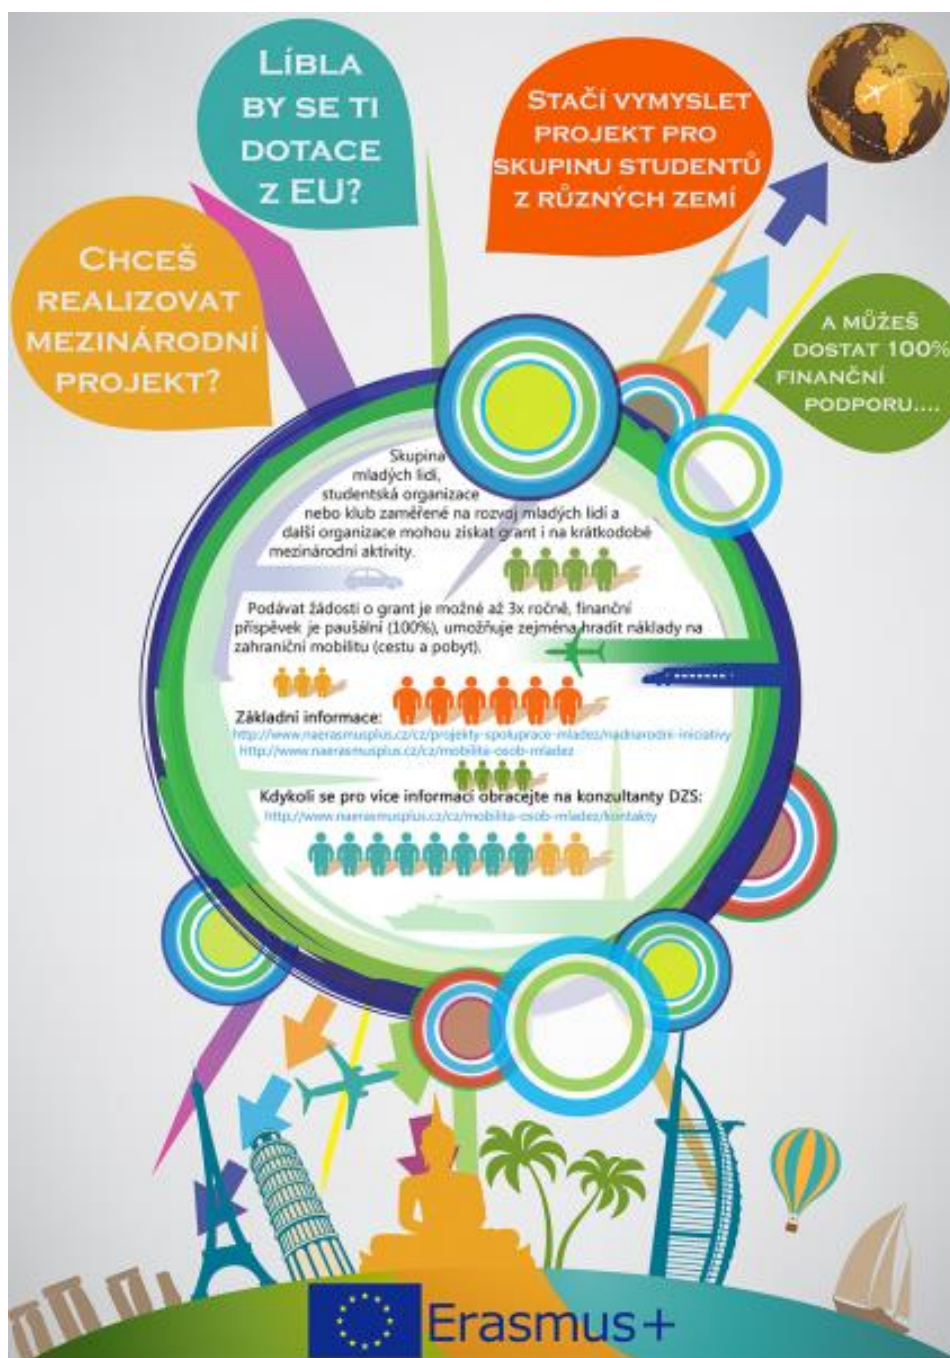 LÍBLA
BY SE TI
DOTACE
Z EU?
STAČÍ VYMYSLET
PROJEKT PRO
SKUPINU STUDENTŮ
Z RŮZNÝCH ZEMÍ
CHCEŠ
REALIZOVAT
MEZINÁRODNÍ
PROJEKT?
A MŮŽEŠ
DOSTAT 100%
FINANČNÍ
PODPORU....
Skupina
mladých lidí,
studentská organizace
nebo klub zaměřené na rozvoj mladých lidí a
další organizace mohou získat grant i na krátkodobé
mezinárodní aktivity.
Podávat žádosti o grant je možné až 3x ročně, finanční
příspěvek je paušální (100%), umožňuje zejména hradit náklady na
zahraniční mobilitu (cestu a pobyt).
Základní informace:
http://www.naerasmusplus.cz/cz/projekty-spoluprace-mladez/nadnarodni-iniciativy
http://www.naerasmusplus.cz/cz/mobilita-osob-mladez
Kdykoli se pro více informací obracejte na konzultanty DZS:
http://www.naerasmusplus.cz/cz/mobilita-osob-mladez/kontakty
Erasmus+